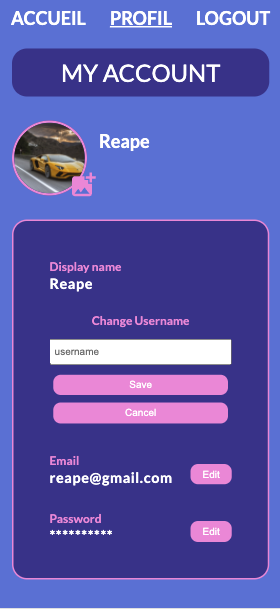 ACCUEIL PROFIL LOGOUT
MY ACCOUNT
Reape
Display name
Reape
Change Username
username
Save
Cancel
Email
reape@gmail.com
Edit
Password
**********
Edit